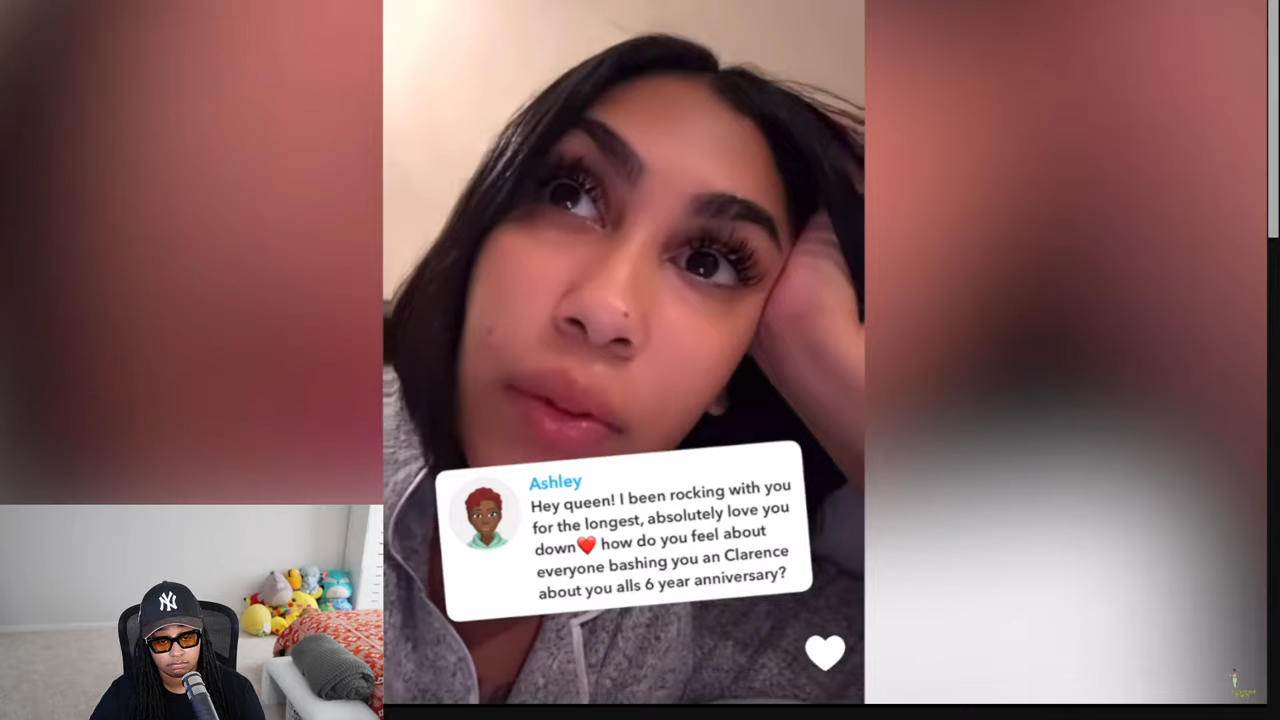 Ashley
Hey queen! I been rocking with you
for the longest, absolutely love you
down❤️ how do you feel about
everyone bashing you an Clarence
about you alls 6 year anniversary?
NY